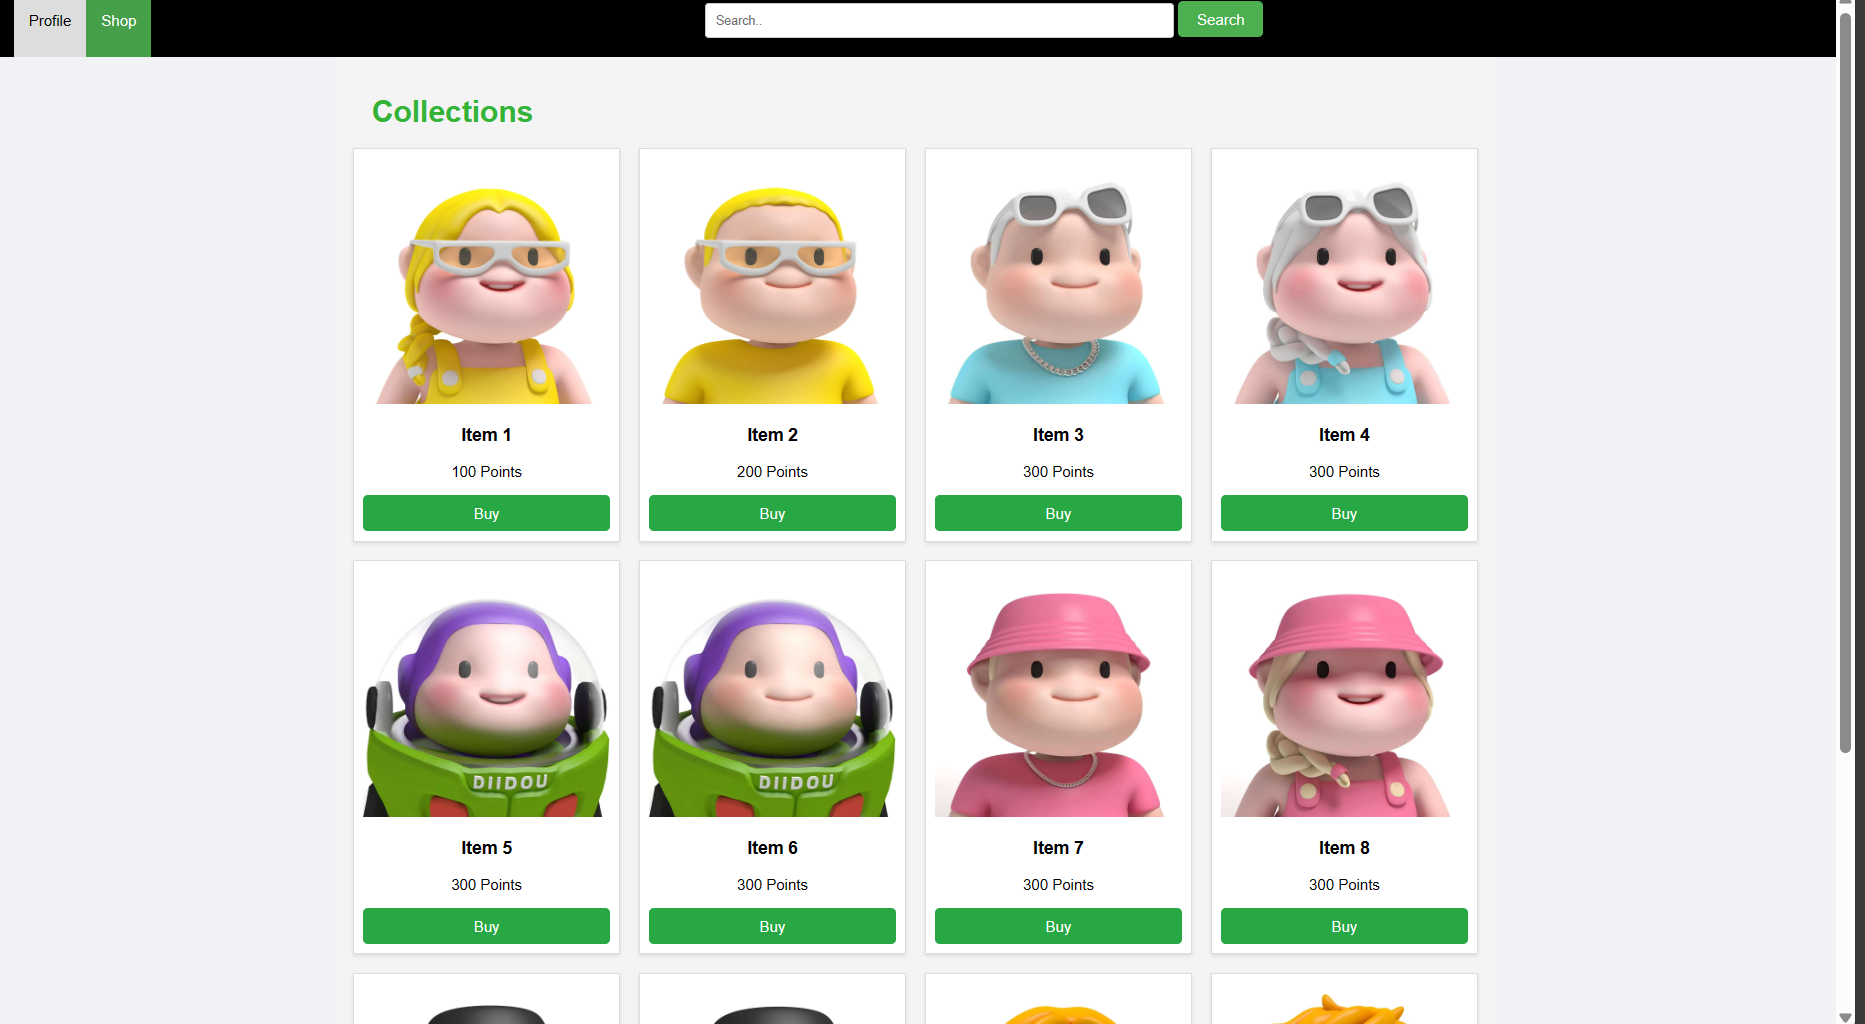 Profile Shop Search.. Search
Collections
Item 1 Item 2 Item 3 Item 4
100 Points 200 Points 300 Points 300 Points
Buy Buy Buy Buy
DIIDOU DIIDOU
Item 5 Item 6 Item 7 Item 8
300 Points 300 Points 300 Points 300 Points
Buy Buy Buy Buy